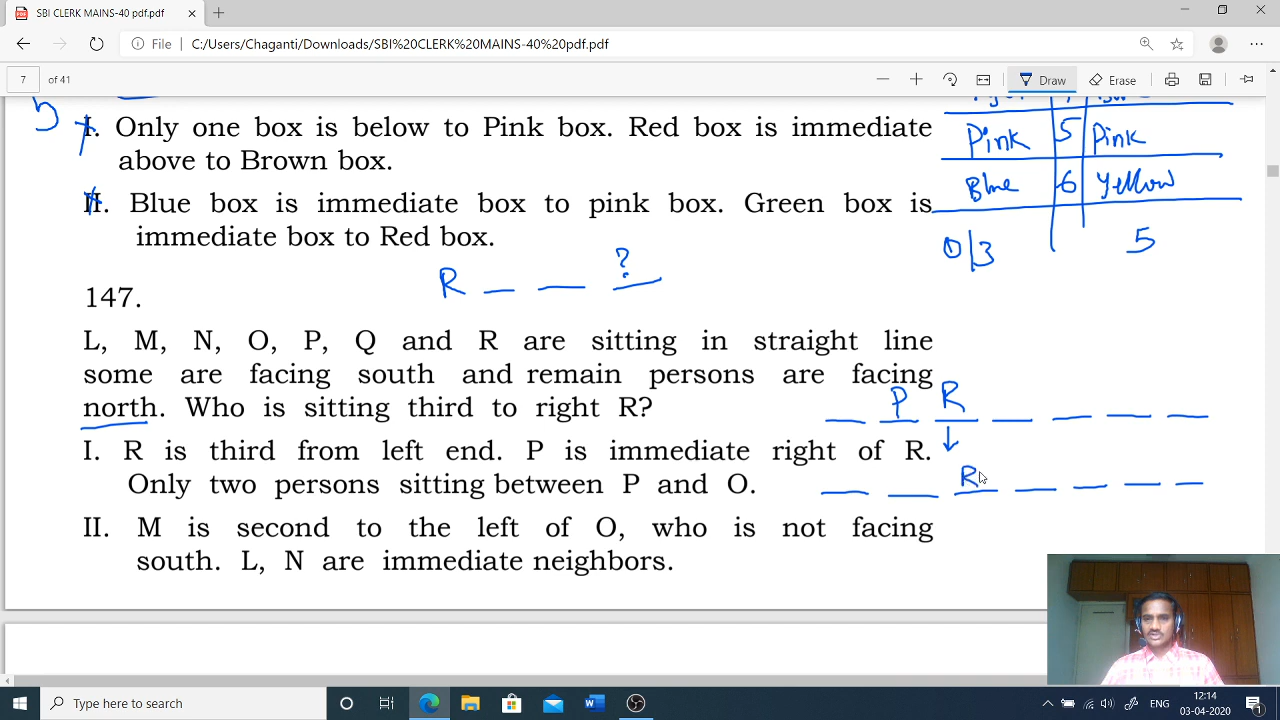 SBI CLERK MAINS-40 pdf.pdf
File C:/Users/Chaganti/Downloads/SBI%20CLERK%20MAINS-40%20pdf.pdf
7 of 41 Draw Erase
b
I. Only one box is below to Pink box. Red box is immediate
above to Brown box.
II. Blue box is immediate box to pink box. Green box is
immediate box to Red box.
Pink 5 Pink
Blue 6 Yellow
0/3 5
R _ _ ?
147.
L, M, N, O, P, Q and R are sitting in straight line
some are facing south and remain persons are facing
north. Who is sitting third to right R?
P R
I. R is third from left end. P is immediate right of R.
Only two persons sitting between P and O.
R
II. M is second to the left of O, who is not facing
south. L, N are immediate neighbors.
Type here to search
ENG
12:14
03-04-2020
1